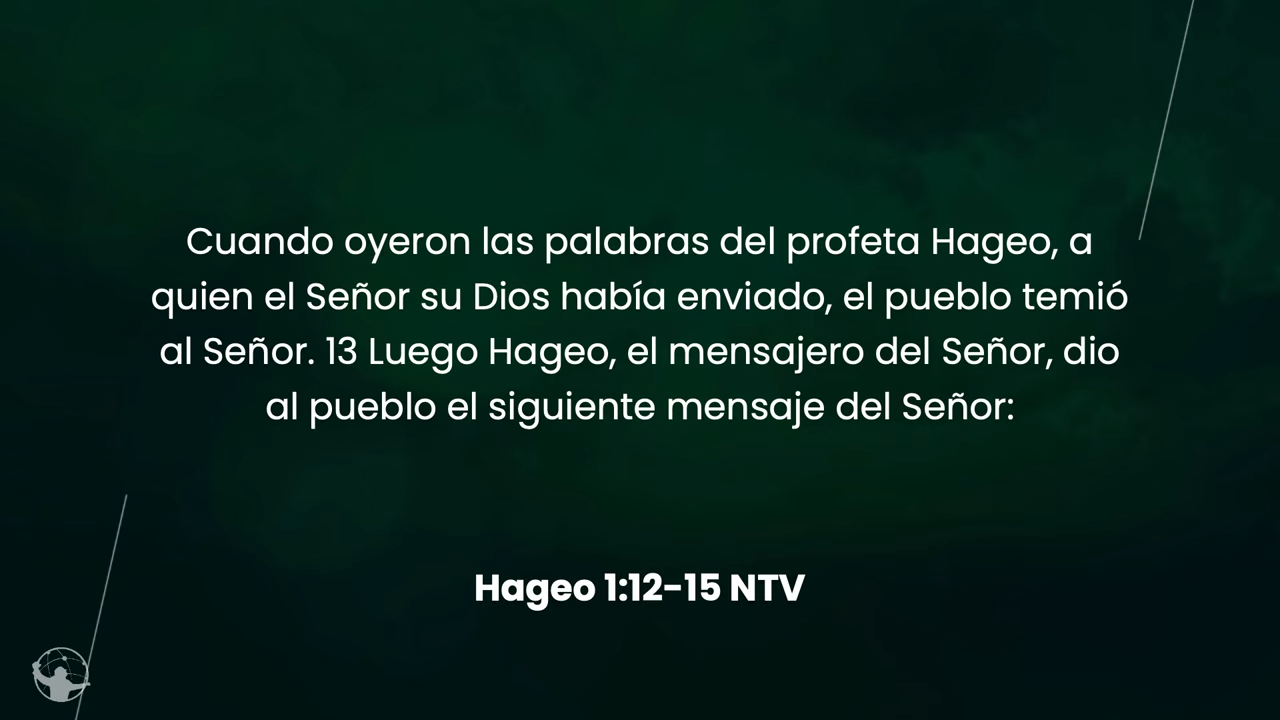 Cuando oyeron las palabras del profeta Hageo, a
quien el Señor su Dios había enviado, el pueblo temió
al Señor. 13 Luego Hageo, el mensajero del Señor, dio
al pueblo el siguiente mensaje del Señor:
Hageo 1:12-15 NTV